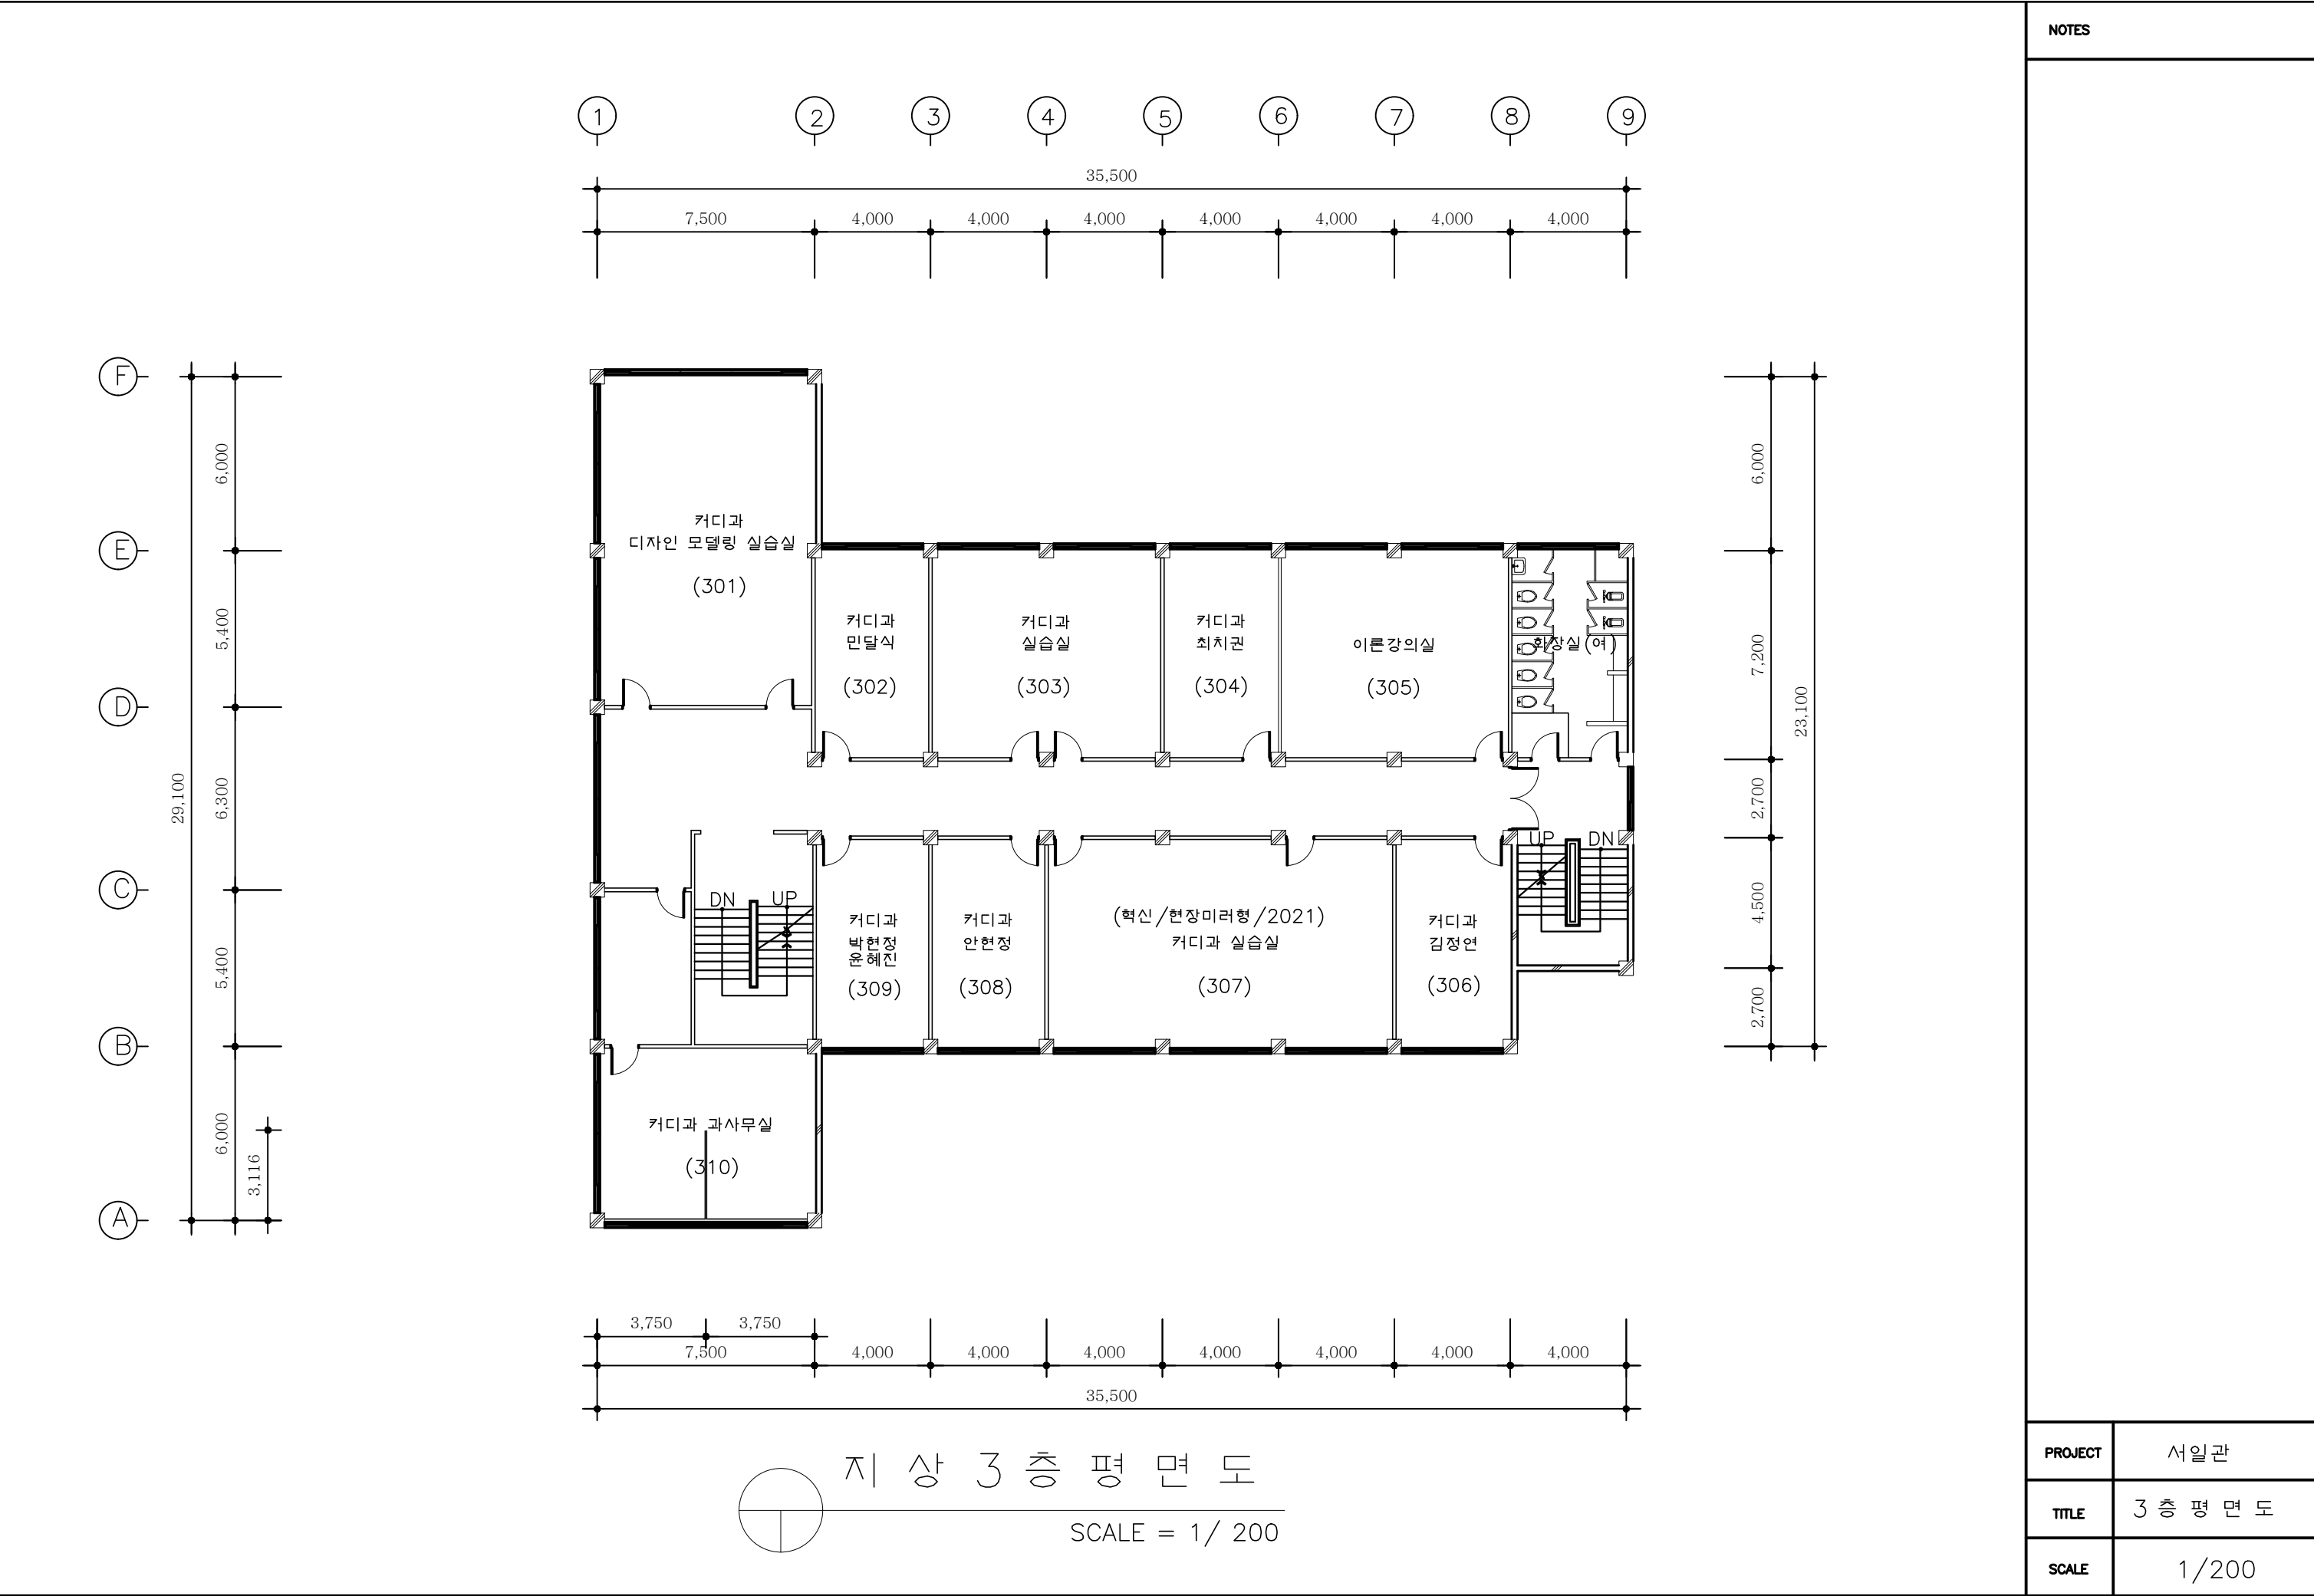 NOTES
1 2 3 4 5 6 7 8 9
35,500
7,500 4,000 4,000 4,000 4,000 4,000 4,000 4,000
F
E
D
C
B
A
29,100
6,000
5,400
6,300
5,400
6,000
3,116
6,000
7,200
2,700
4,500
2,700
23,100
커디과
디자인 모델링 실습실
(301)
커디과
민달식
(302)
커디과
실습실
(303)
커디과
최치권
(304)
이론강의실
(305)
화장실(여)
UP DN
DN UP
커디과
박현정
윤혜진
(309)
커디과
안현정
(308)
(혁신/현장미러형/2021)
커디과 실습실
(307)
커디과
김정연
(306)
커디과 과사무실
(310)
3,750 3,750
7,500 4,000 4,000 4,000 4,000 4,000 4,000 4,000
35,500
지 상 3 층 평 면 도
SCALE = 1/ 200
PROJECT 서일관
TITLE 3 층 평 면 도
SCALE 1/200